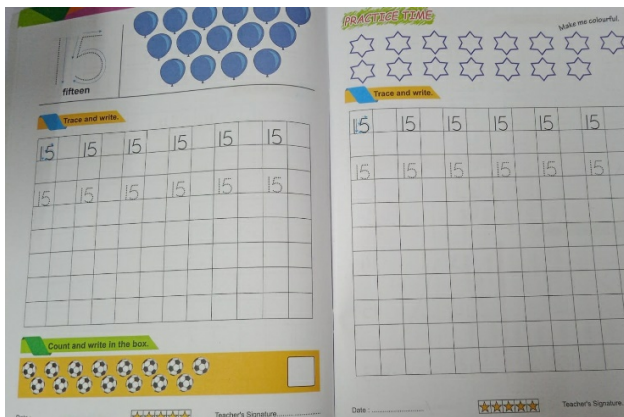 15
fifteen
Trace and write.
15 15 15 15 15 15
15 15 15 15 15 15
Count and write in the box.
Teacher's Signature
PRACTICE TIME
Make me colourful.
Trace and write.
15 15 15 15 15 15
15 15 15 15 15 15
Date :
Teacher's Signature